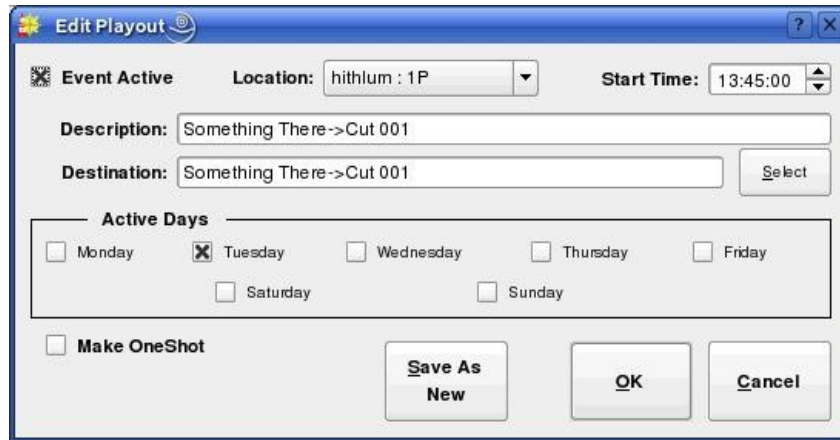 Edit Playout
Event Active Location: hithlum : 1P Start Time: 13:45:00
Description: Something There->Cut 001
Destination: Something There->Cut 001 Select
Active Days
Monday Tuesday Wednesday Thursday Friday
Saturday Sunday
Make OneShot
Save As
New
OK Cancel